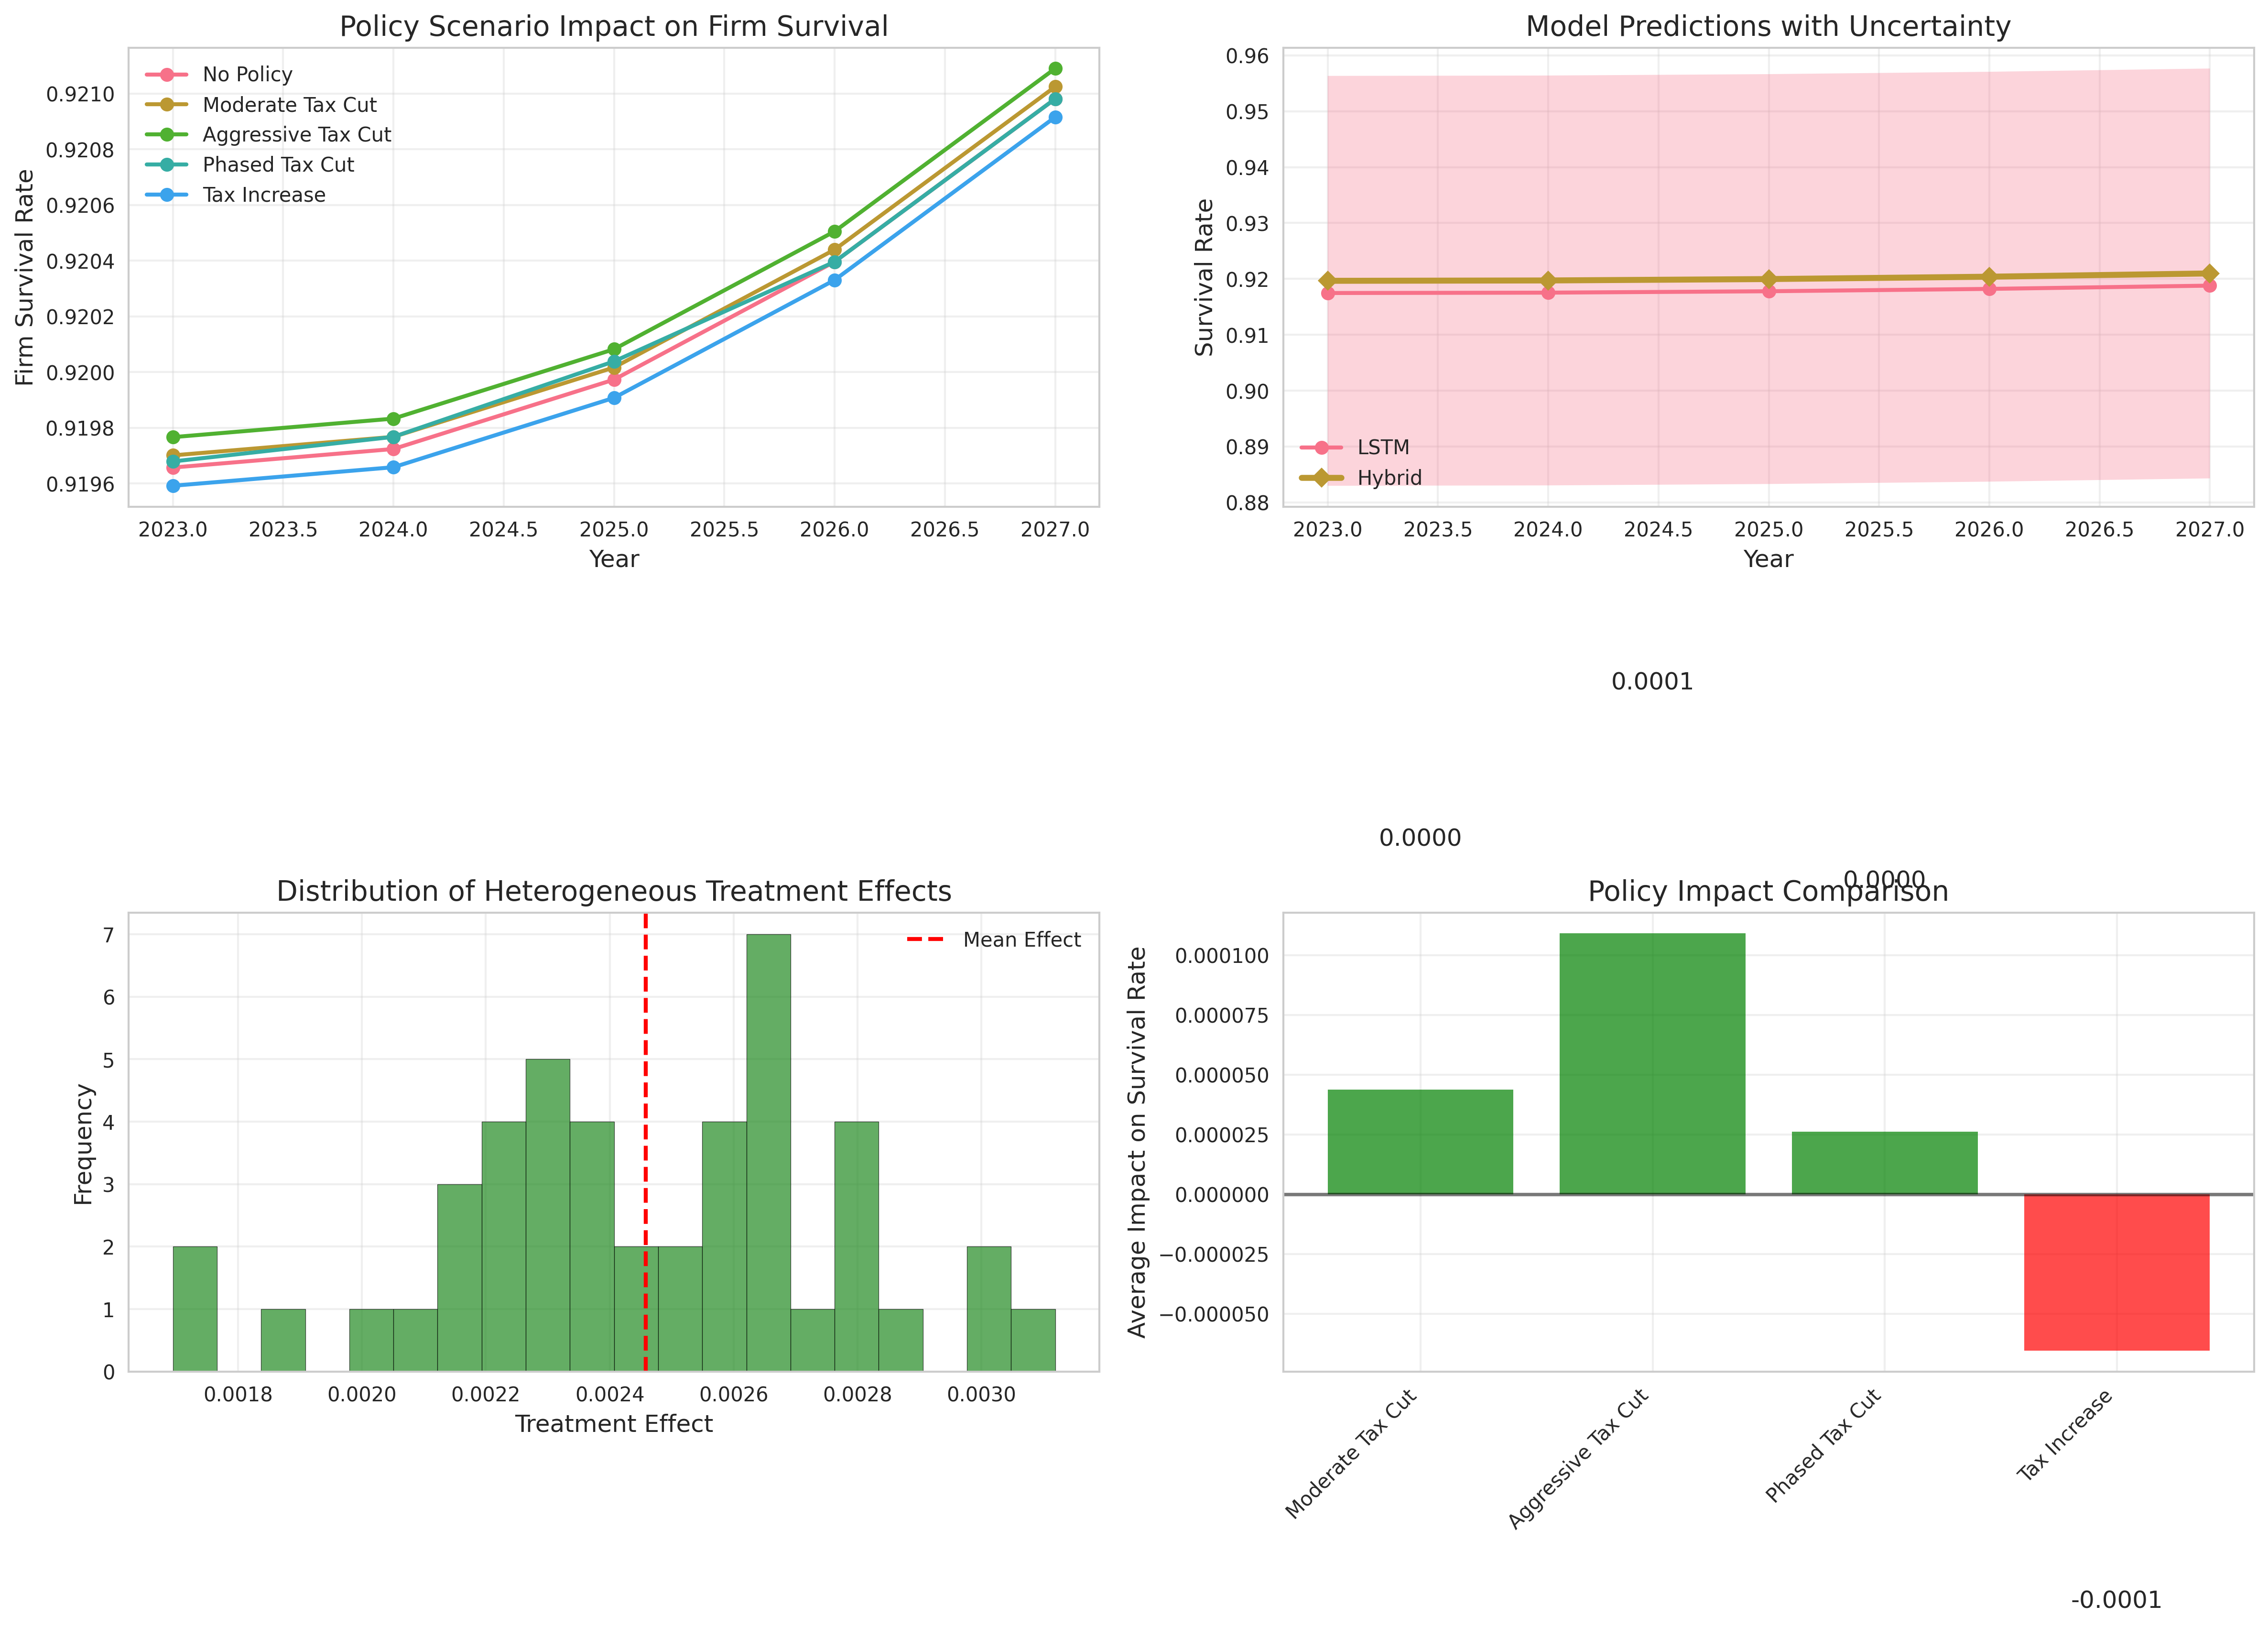 Policy Scenario Impact on Firm Survival
Firm Survival Rate
0.9210
0.9208
0.9206
0.9204
0.9202
0.9200
0.9198
0.9196
No Policy
Moderate Tax Cut
Aggressive Tax Cut
Phased Tax Cut
Tax Increase
2023.0 2023.5 2024.0 2024.5 2025.0 2025.5 2026.0 2026.5 2027.0
Year
Model Predictions with Uncertainty
Survival Rate
0.96
0.95
0.94
0.93
0.92
0.91
0.90
0.89
0.88
LSTM
Hybrid
2023.0 2023.5 2024.0 2024.5 2025.0 2025.5 2026.0 2026.5 2027.0
Year
Distribution of Heterogeneous Treatment Effects
Frequency
7
6
5
4
3
2
1
0
Mean Effect
0.0018 0.0020 0.0022 0.0024 0.0026 0.0028 0.0030
Treatment Effect
0.0001
0.0000
0.0000
Policy Impact Comparison
Average Impact on Survival Rate
0.000100
0.000075
0.000050
0.000025
0.000000
−0.000025
−0.000050
Moderate Tax Cut
Aggressive Tax Cut
Phased Tax Cut
Tax Increase
-0.0001